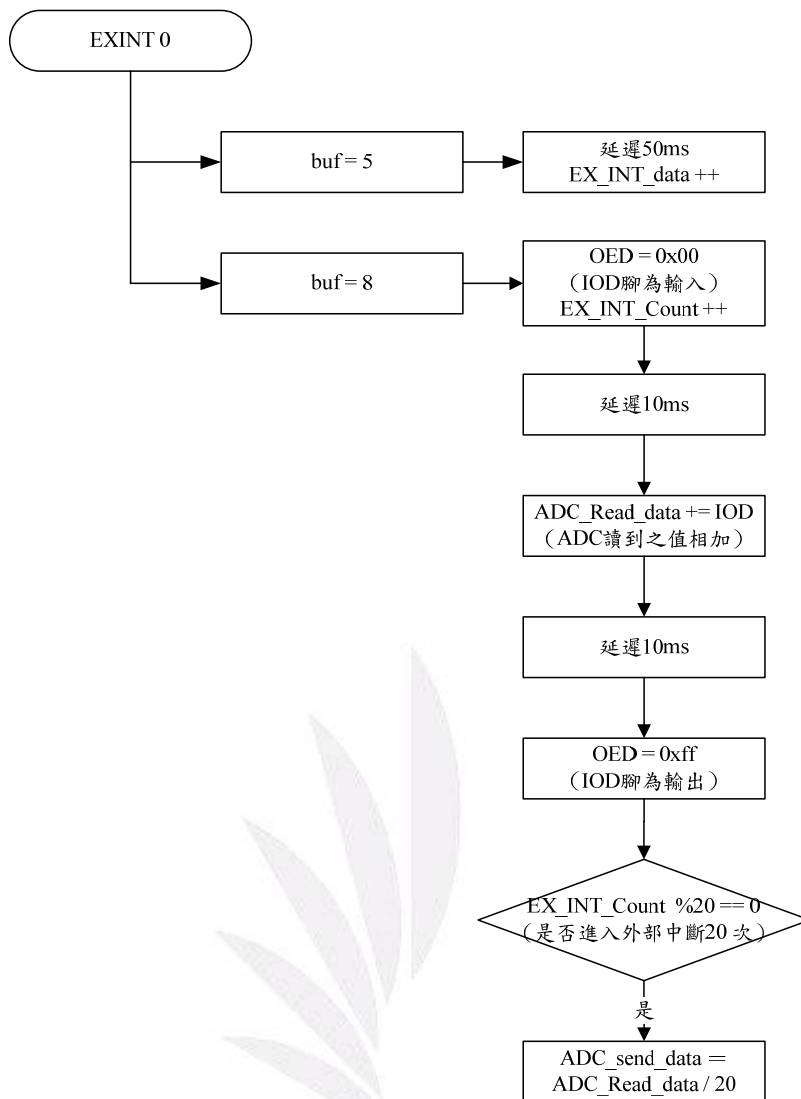 EXINT 0
buf = 5
延遲50ms
EX_INT_data ++
buf = 8
OED = 0x00
（IOD腳為輸入）
EX_INT_Count ++
延遲10ms
ADC_Read_data += IOD
（ADC讀到之值相加）
延遲10ms
OED = 0xff
（IOD腳為輸出）
EX_INT_Count %20 == 0
（是否進入外部中斷20 次）
是
ADC_send_data =
ADC_Read_data / 20